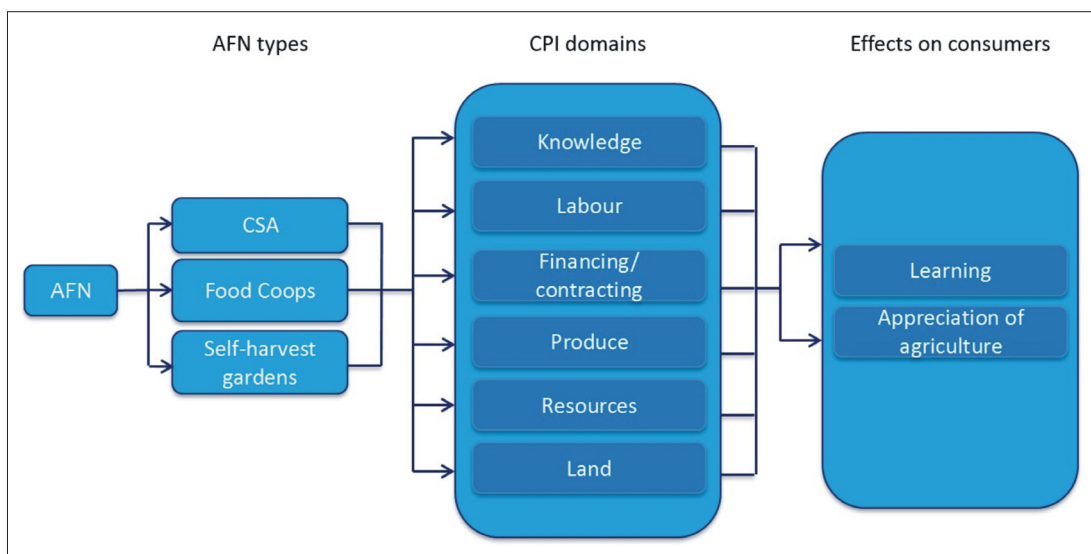 AFN types
CPI domains
Effects on consumers
AFN
CSA
Food Coops
Self-harvest
gardens
Knowledge
Labour
Financing/
contracting
Produce
Resources
Land
Learning
Appreciation of
agriculture